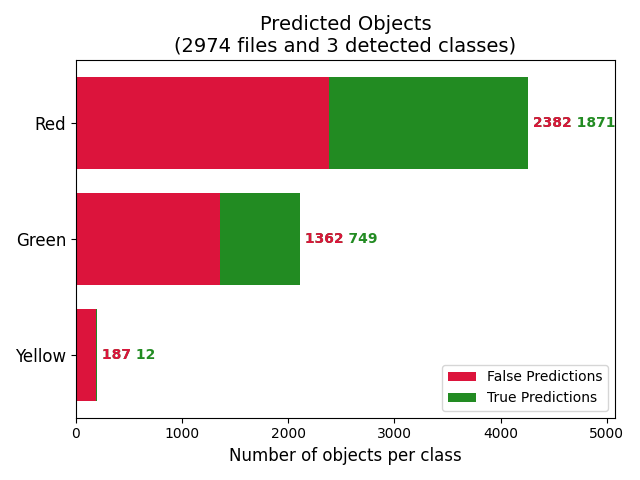 Predicted Objects
(2974 files and 3 detected classes)
Red
2382 1871
Green
1362 749
Yellow
187 12
False Predictions
True Predictions
0 1000 2000 3000 4000 5000
Number of objects per class